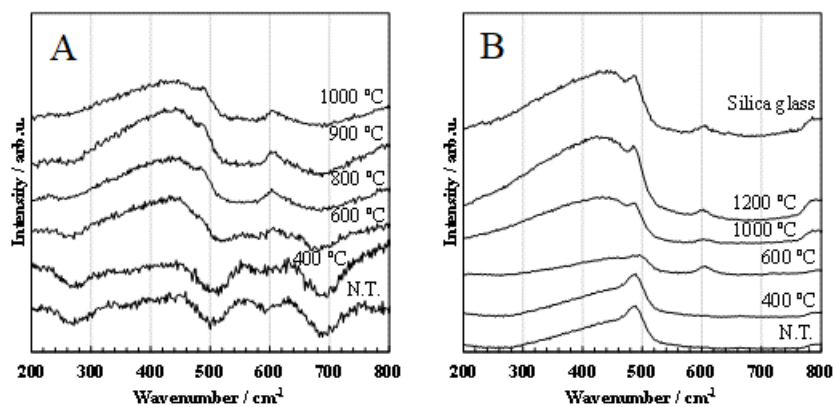 A
1000 °C
900 °C
800 °C
600 °C
400 °C
N.T.
Intensity / arb.u.
200 300 400 500 600 700 800
Wavenumber / cm-1
B
Silica glass
1200 °C
1000 °C
600 °C
400 °C
N.T.
Intensity / arb.u.
200 300 400 500 600 700 800
Wavenumber / cm-1